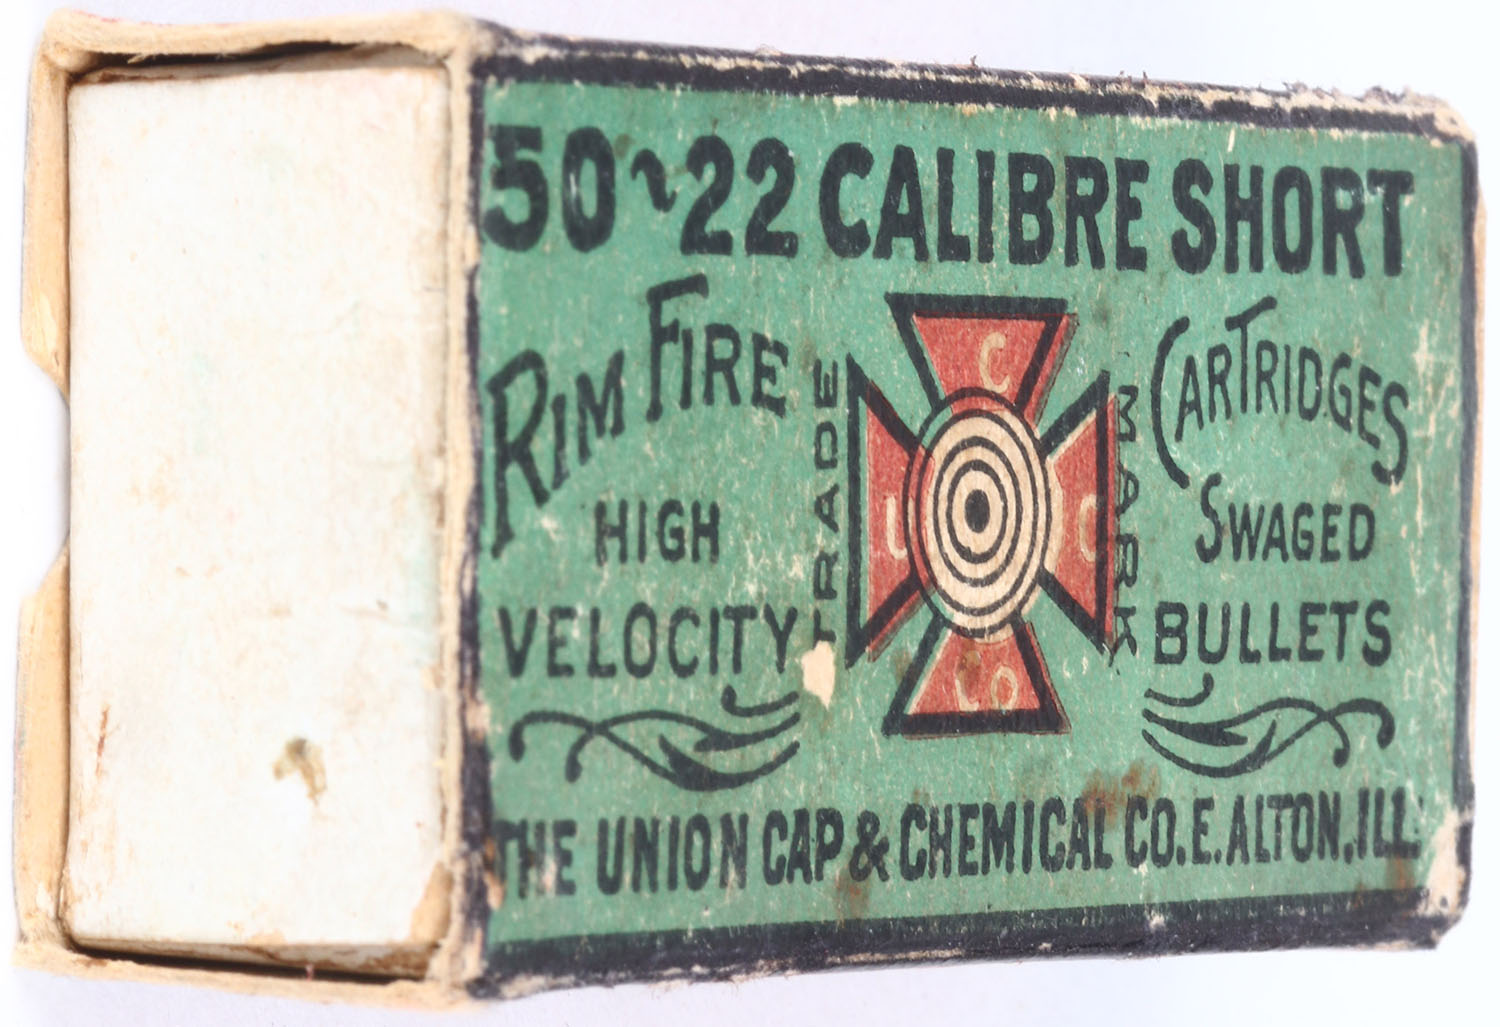 50~22 CALIBRE SHORT
RIM FIRE
CARTRIDGES
HIGH
VELOCITY
SWAGED
BULLETS
TRADE
MARK
C
U
C
CO
THE UNION CAP & CHEMICAL CO. E. ALTON, ILL.